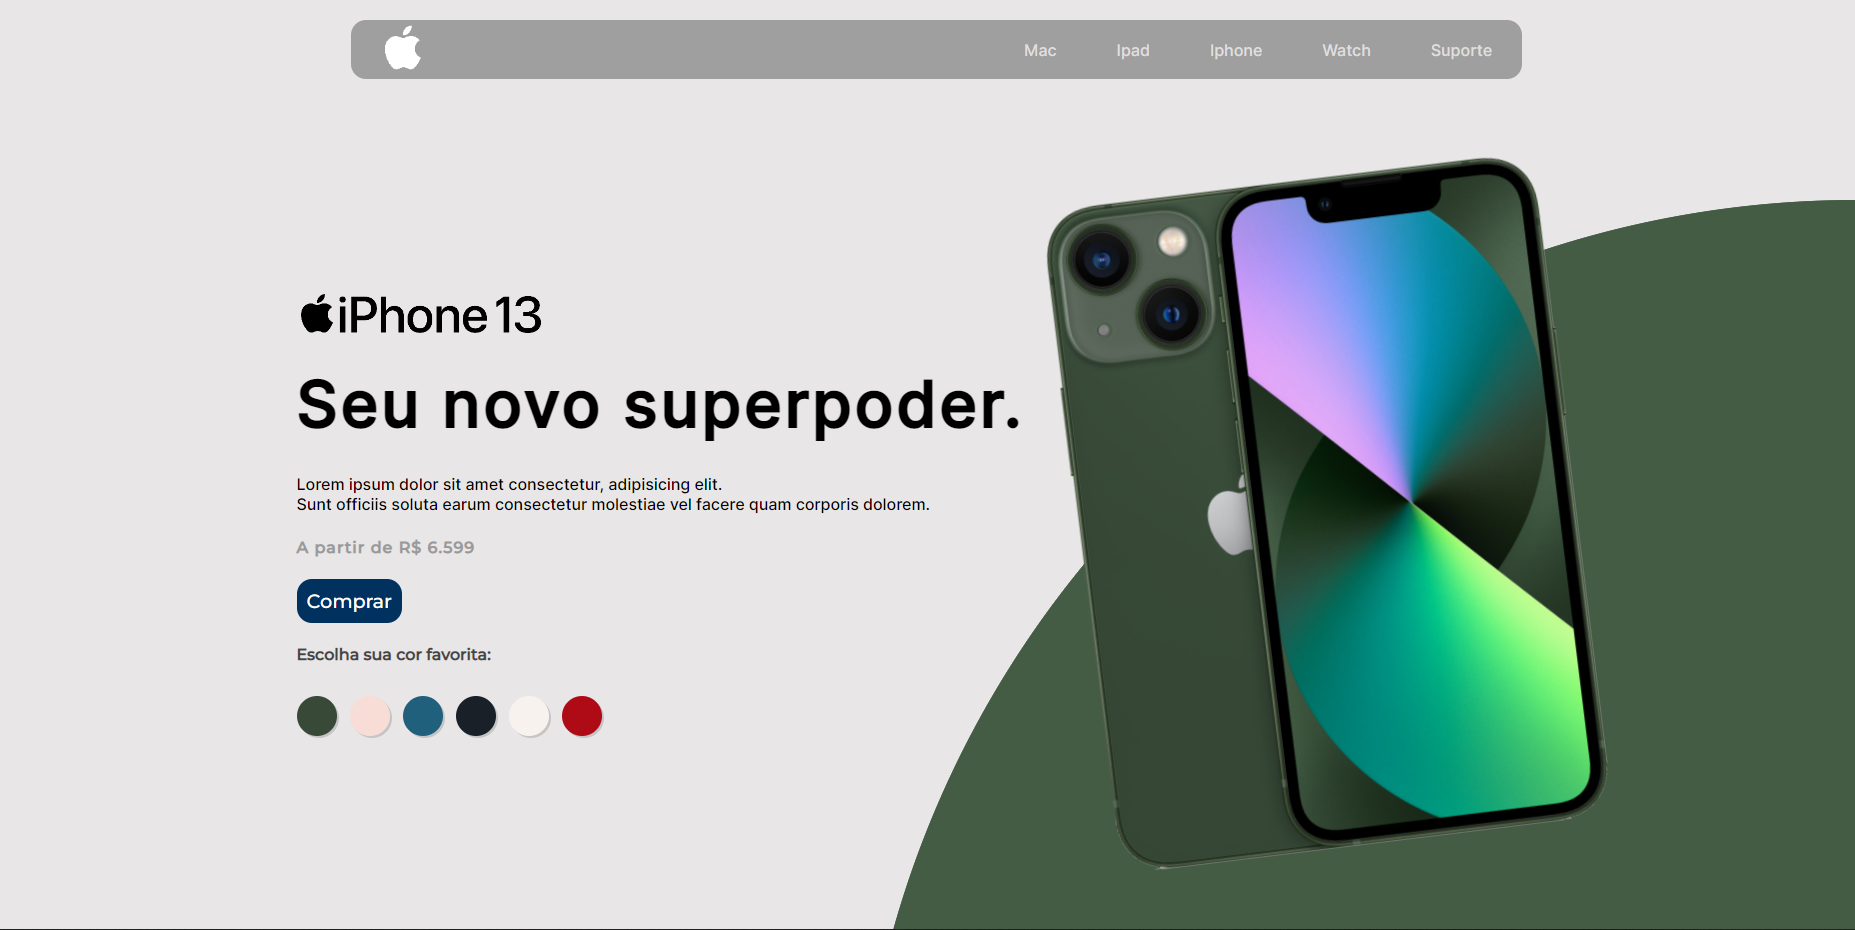 Mac Ipad Iphone Watch Suporte
iPhone 13
Seu novo superpoder.
Lorem ipsum dolor sit amet consectetur, adipisicing elit.
Sunt officiis soluta earum consectetur molestiae vel facere quam corporis dolorem.
A partir de R$ 6.599
Comprar
Escolha sua cor favorita: